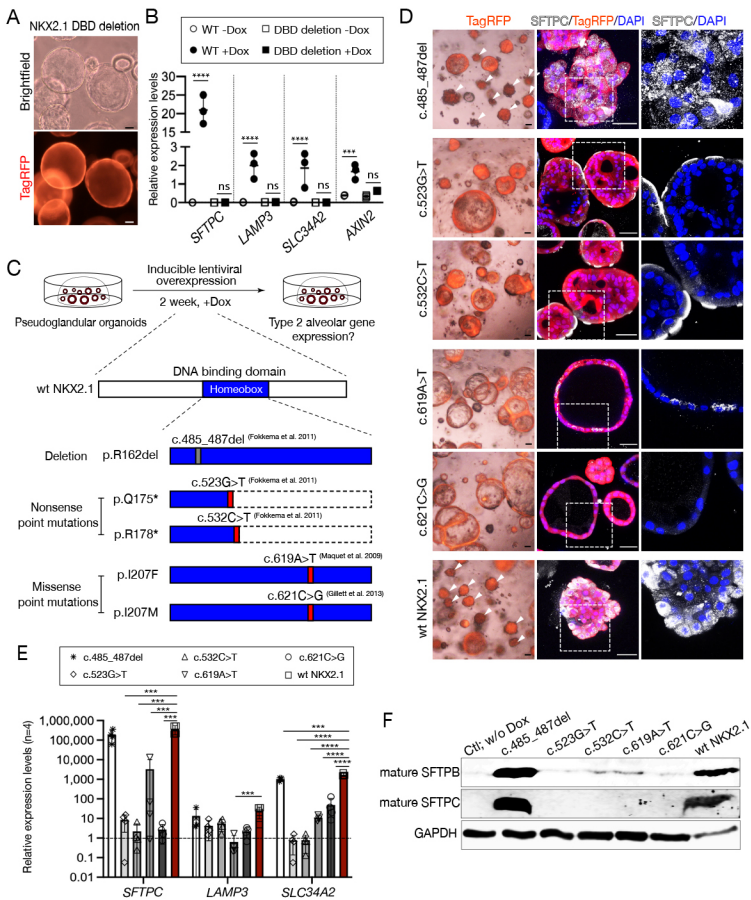 A
NKX2.1 DBD deletion
Brightfield
TagRFP
B
WT -Dox
DBD deletion -Dox
WT +Dox
DBD deletion +Dox
Relative expression levels
30
25
20
15
10
4
2
0
****
ns
****
ns
****
ns
***
ns
SFTPC
LAMP3
SLC34A2
AXIN2
C
Inducible lentiviral
overexpression
2 week, +Dox
Pseudoglandular organoids
Type 2 alveolar gene
expression?
DNA binding domain
wt NKX2.1
Homeobox
c.485_487del (Fokkema et al. 2011)
Deletion
p.R162del
c.523G>T (Fokkema et al. 2011)
Nonsense
point mutations
p.Q175*
c.532C>T (Fokkema et al. 2011)
p.R178*
c.619A>T (Maquet et al. 2009)
Missense
point mutations
p.I207F
c.621C>G (Gillett et al. 2013)
p.I207M
D
TagRFP
SFTPC/TagRFP/DAPI
SFTPC/DAPI
c.485_487del
c.523G>T
c.532C>T
c.619A>T
c.621C>G
wt NKX2.1
E
c.485_487del
c.532C>T
c.621C>G
c.523G>T
c.619A>T
wt NKX2.1
Relative expression levels (n=4)
1,000,000
100,000
10,000
1,000
100
10
1
0.1
0.01
***
***
***
***
***
***
****
****
****
****
SFTPC
LAMP3
SLC34A2
F
Ctl; w/o Dox
c.485_487del
c.523G>T
c.532C>T
c.619A>T
c.621C>G
wt NKX2.1
mature SFTPB
mature SFTPC
GAPDH